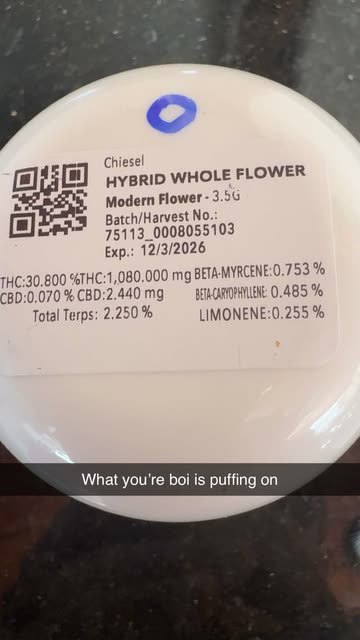 Chiesel
HYBRID WHOLE FLOWER
Modern Flower - 3.5G
Batch/Harvest No.:
75113_0008055103
Exp.: 12/3/2026
THC:30.800 %THC:1,080.000 mg BETA-MYRCENE:0.753 %
CBD:0.070 % CBD:2.440 mg BETA-CARYOPHYLLENE: 0.485 %
Total Terps: 2.250 % LIMONENE:0.255 %
What you’re boi is puffing on